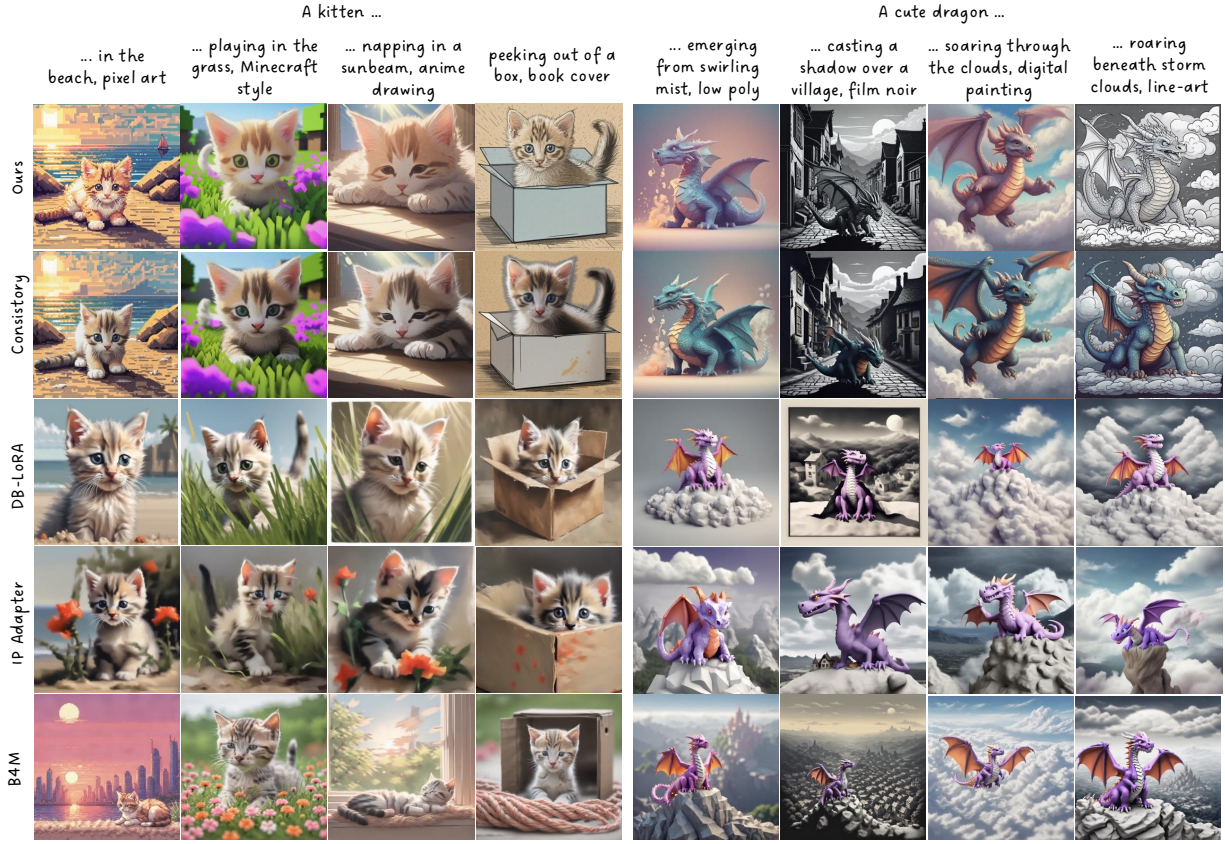 A kitten ...
A cute dragon ...
... in the
beach, pixel art
... playing in the
grass, Minecraft
style
... napping in a
sunbeam, anime
drawing
peeking out of a
box, book cover
... emerging
from swirling
mist, low poly
... casting a
shadow over a
village, film noir
... soaring through
the clouds, digital
painting
... roaring
beneath storm
clouds, line-art
Ours
Consistory
DB-LoRA
IP Adapter
B4M